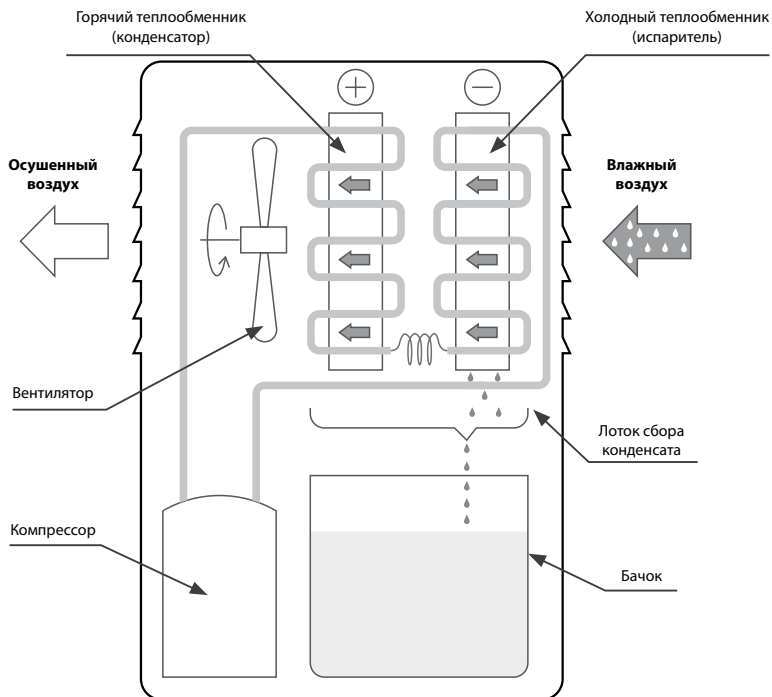 Горячий теплообменник
(конденсатор)
Холодный теплообменник
(испаритель)
Осушенный
воздух
Влажный
воздух
Вентилятор
Лоток сбора
конденсата
Компрессор
Бачок